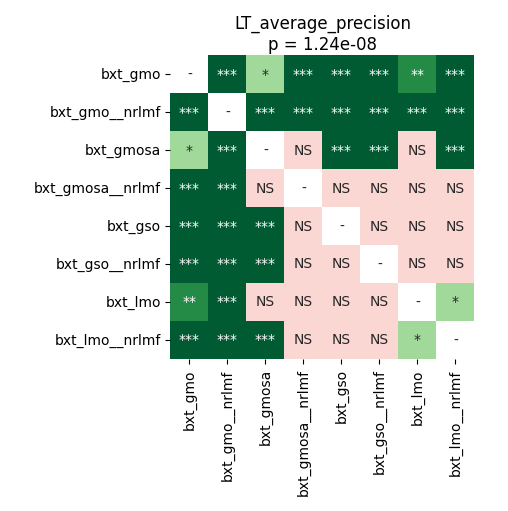 LT_average_precision
p = 1.24e-08
bxt_gmo - *** * *** *** *** ** ***
bxt_gmo__nrlmf *** - *** *** *** *** *** ***
bxt_gmosa * *** - NS *** *** NS ***
bxt_gmosa__nrlmf *** *** NS - NS NS NS NS
bxt_gso *** *** *** NS - NS NS NS
bxt_gso__nrlmf *** *** *** NS NS - NS NS
bxt_lmo ** *** NS NS NS NS - *
bxt_lmo__nrlmf *** *** *** NS NS NS * -
bxt_gmo
bxt_gmo__nrlmf
bxt_gmosa
bxt_gmosa__nrlmf
bxt_gso
bxt_gso__nrlmf
bxt_lmo
bxt_lmo__nrlmf